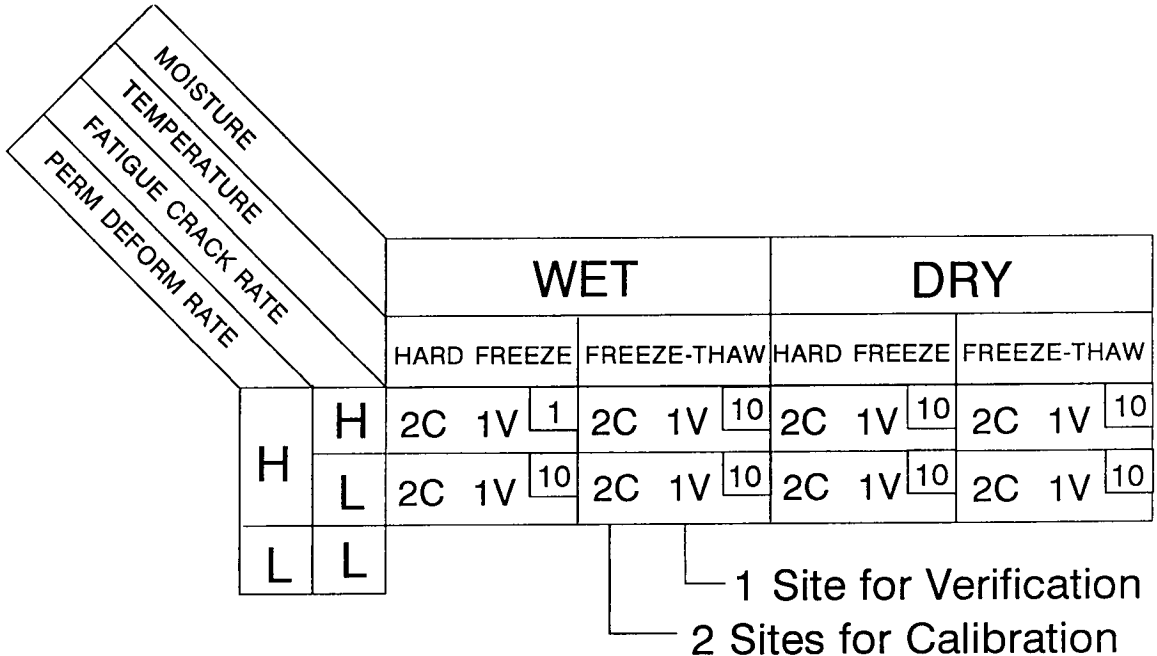 MOISTURE
TEMPERATURE
FATIGUE CRACK RATE
PERM DEFORM RATE
WET DRY
HARD FREEZE FREEZE-THAW HARD FREEZE FREEZE-THAW
H H 2C 1V 1 2C 1V 10 2C 1V 10 2C 1V 10
L 2C 1V 10 2C 1V 10 2C 1V 10 2C 1V 10
L L
1 Site for Verification
2 Sites for Calibration